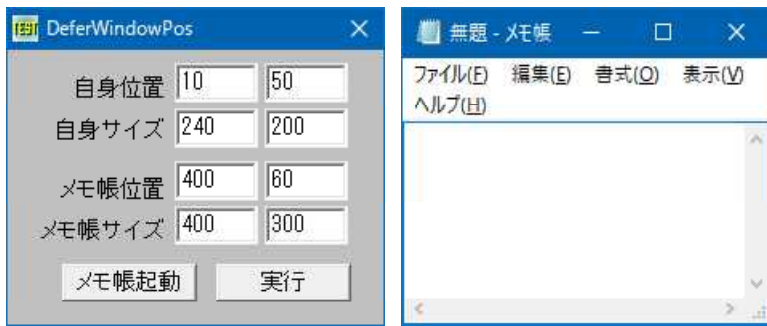 TEST DeferWindowPos
自身位置 10 50
自身サイズ 240 200
メモ帳位置 400 60
メモ帳サイズ 400 300
メモ帳起動 実行
無題 - メモ帳
ファイル(F) 編集(E) 書式(O) 表示(V)
ヘルプ(H)